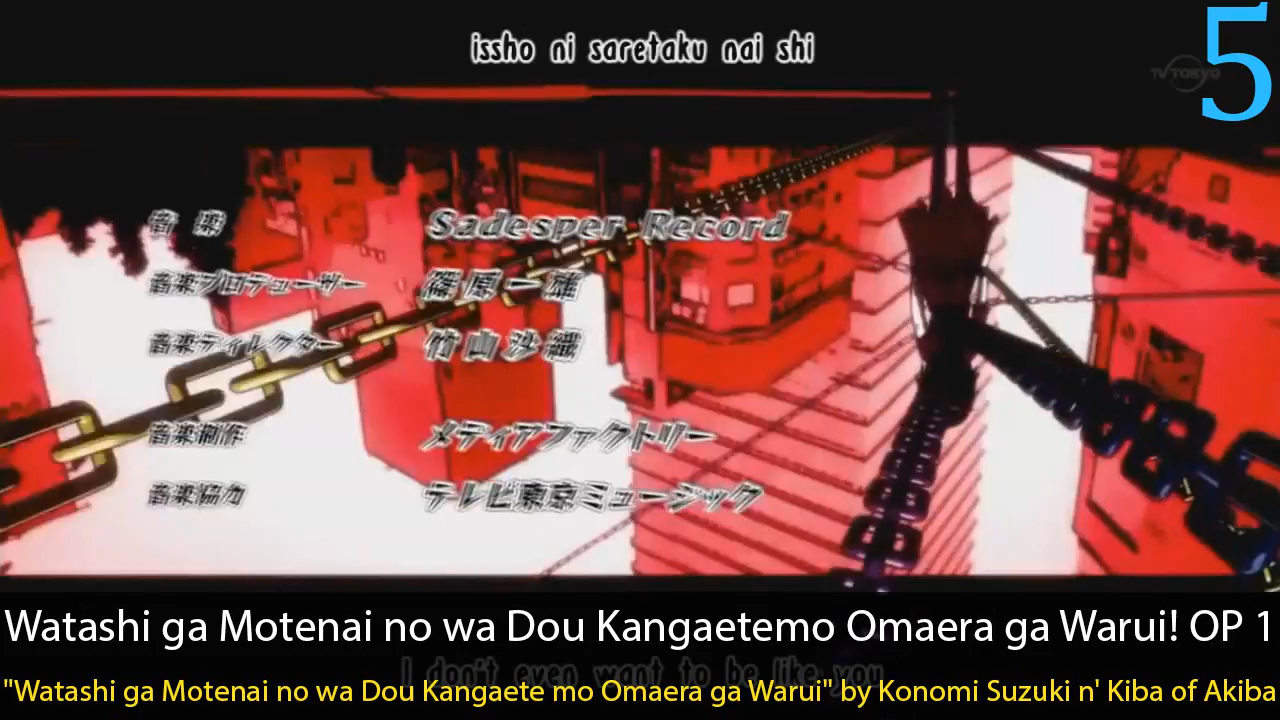 issho ni saretaku nai shi
5
TV TOKYO
音楽 Sadesper Record
音楽プロデューサー 篠原一雄
音楽ディレクター 竹山沙織
音楽制作 メディアファクトリー
音楽協力 テレビ東京ミュージック
Watashi ga Motenai no wa Dou Kangaetemo Omaera ga Warui! OP 1
I don't even want to be like you
"Watashi ga Motenai no wa Dou Kangaete mo Omaera ga Warui" by Konomi Suzuki n' Kiba of Akiba